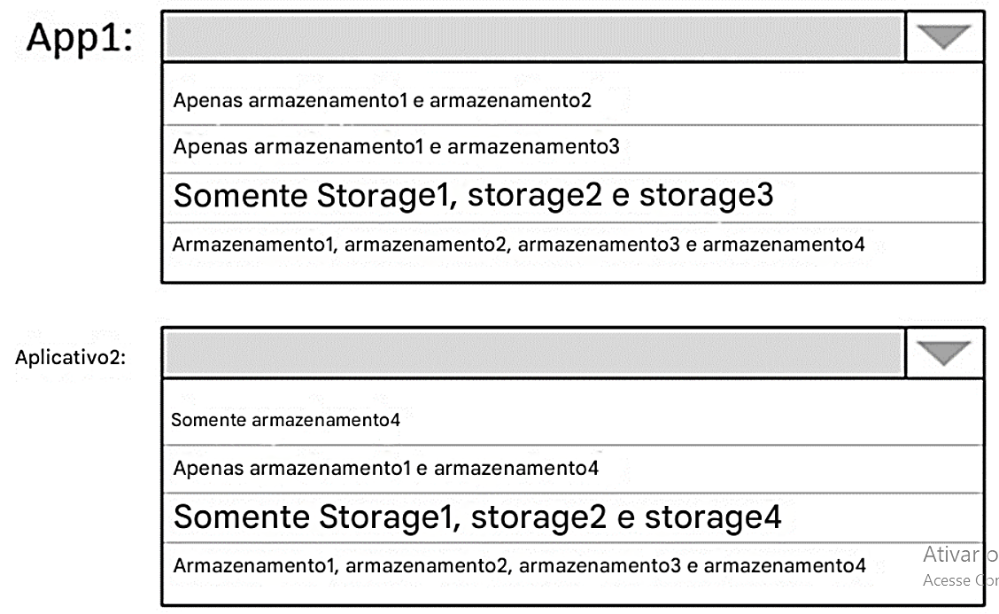 App1:
Apenas armazenamento1 e armazenamento2
Apenas armazenamento1 e armazenamento3
Somente Storage1, storage2 e storage3
Armazenamento1, armazenamento2, armazenamento3 e armazenamento4
Aplicativo2:
Somente armazenamento4
Apenas armazenamento1 e armazenamento4
Somente Storage1, storage2 e storage4
Armazenamento1, armazenamento2, armazenamento3 e armazenamento4
Ativar o
Acesse